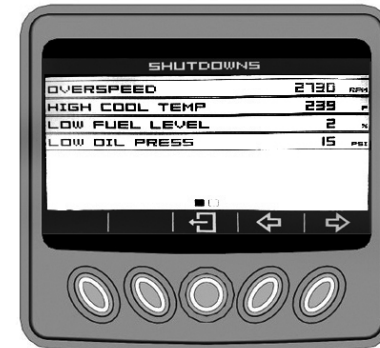 SHUTDOWNS
OVERSPEED 2730 RPM
HIGH COOL TEMP 239 F
LOW FUEL LEVEL 2 %
LOW OIL PRESS 15 PSI